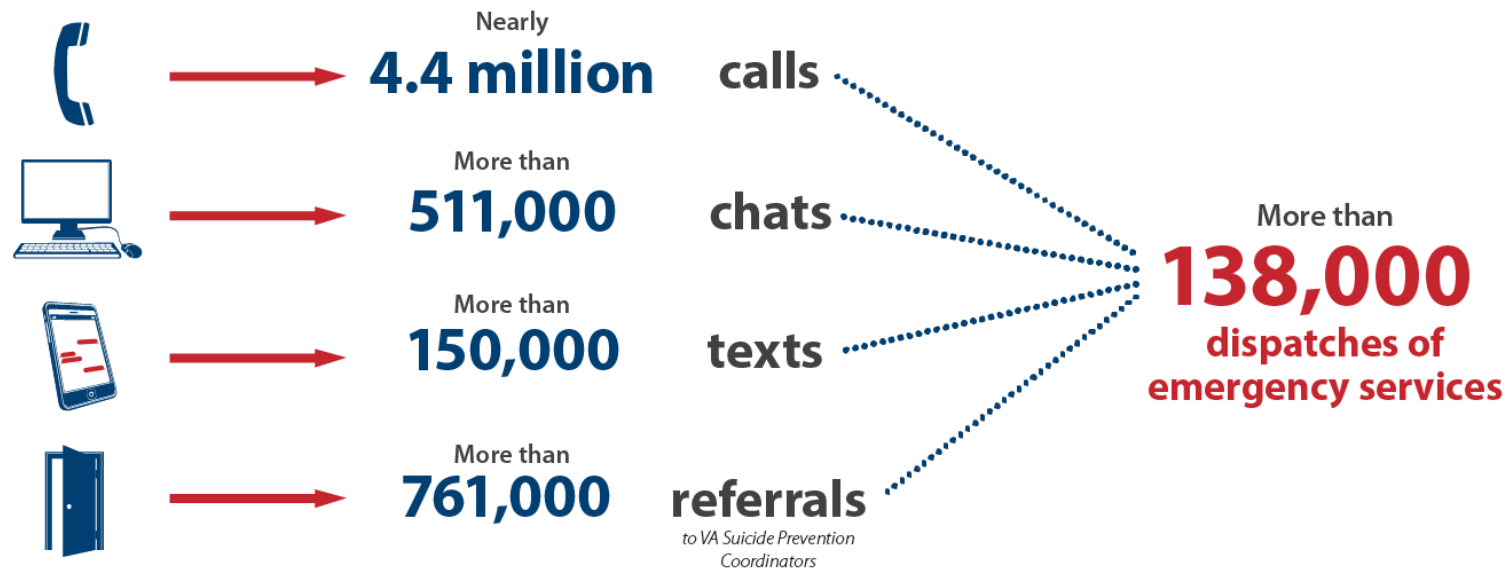 Nearly
4.4 million calls
More than
511,000 chats
More than
150,000 texts
More than
761,000 referrals
to VA Suicide Prevention
Coordinators
More than
138,000
dispatches of
emergency services